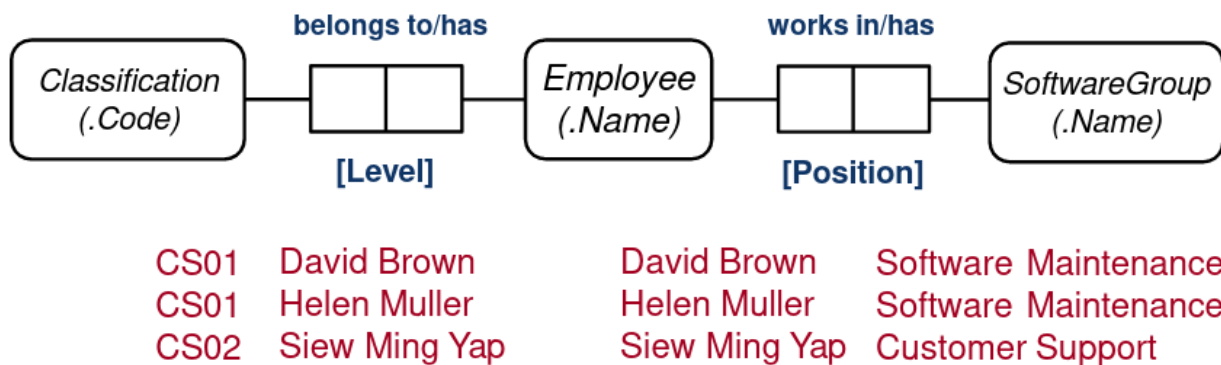 belongs to/has
works in/has
Classification
(.Code)
Employee
(.Name)
SoftwareGroup
(.Name)
[Level]
[Position]
CS01 David Brown David Brown Software Maintenance
CS01 Helen Muller Helen Muller Software Maintenance
CS02 Siew Ming Yap Siew Ming Yap Customer Support